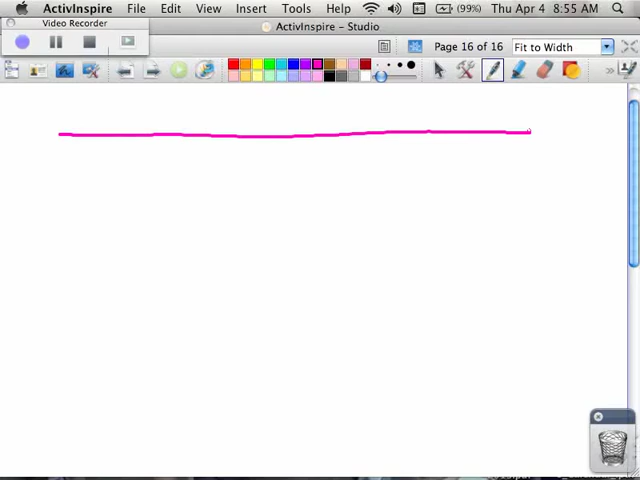 ActivInspire File Edit View Insert Tools Help (99%) Thu Apr 4 8:55 AM
Video Recorder
ActivInspire – Studio
Page 16 of 16 Fit to Width